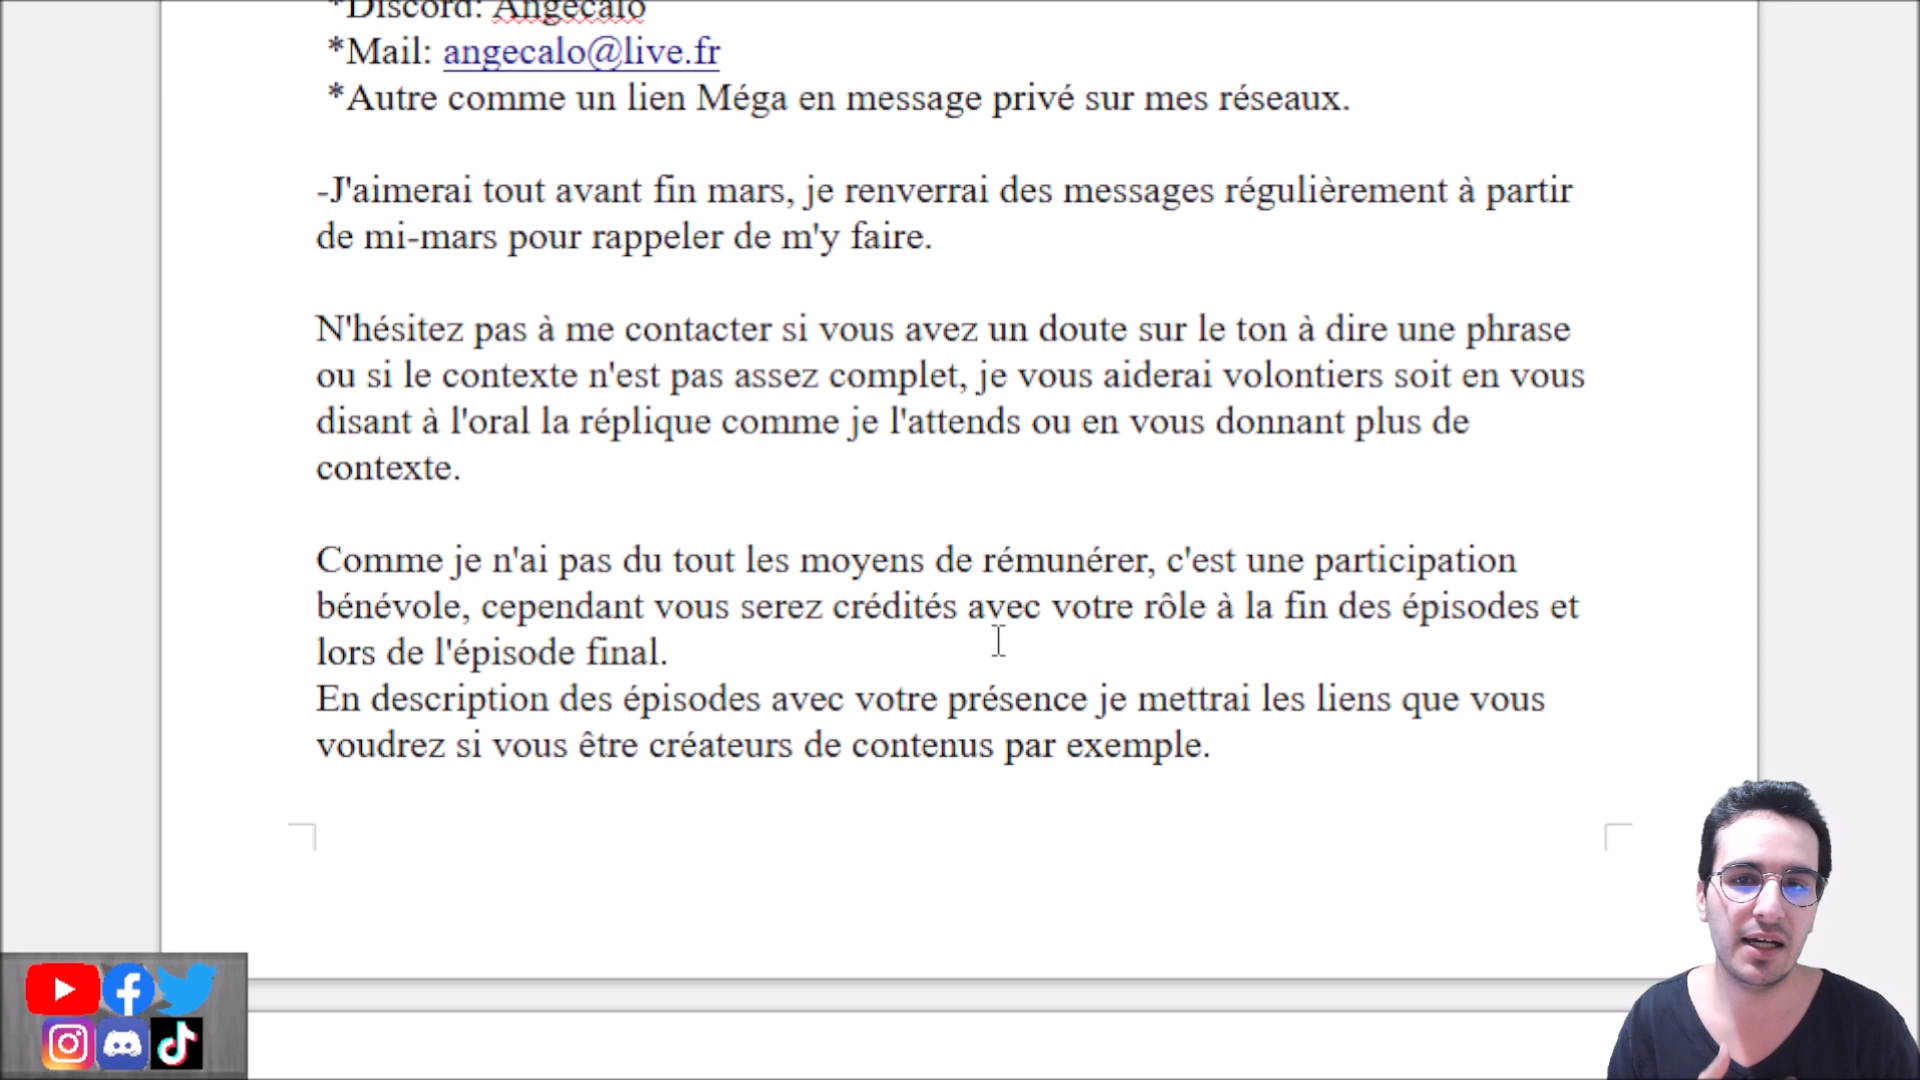 *Discord: Angecalo
*Mail: angecalo@live.fr
*Autre comme un lien Méga en message privé sur mes réseaux.
-J'aimerai tout avant fin mars, je renverrai des messages régulièrement à partir
de mi-mars pour rappeler de m'y faire.
N'hésitez pas à me contacter si vous avez un doute sur le ton à dire une phrase
ou si le contexte n'est pas assez complet, je vous aiderai volontiers soit en vous
disant à l'oral la réplique comme je l'attends ou en vous donnant plus de
contexte.
Comme je n'ai pas du tout les moyens de rémunérer, c'est une participation
bénévole, cependant vous serez crédités avec votre rôle à la fin des épisodes et
lors de l'épisode final.
En description des épisodes avec votre présence je mettrai les liens que vous
voudrez si vous être créateurs de contenus par exemple.